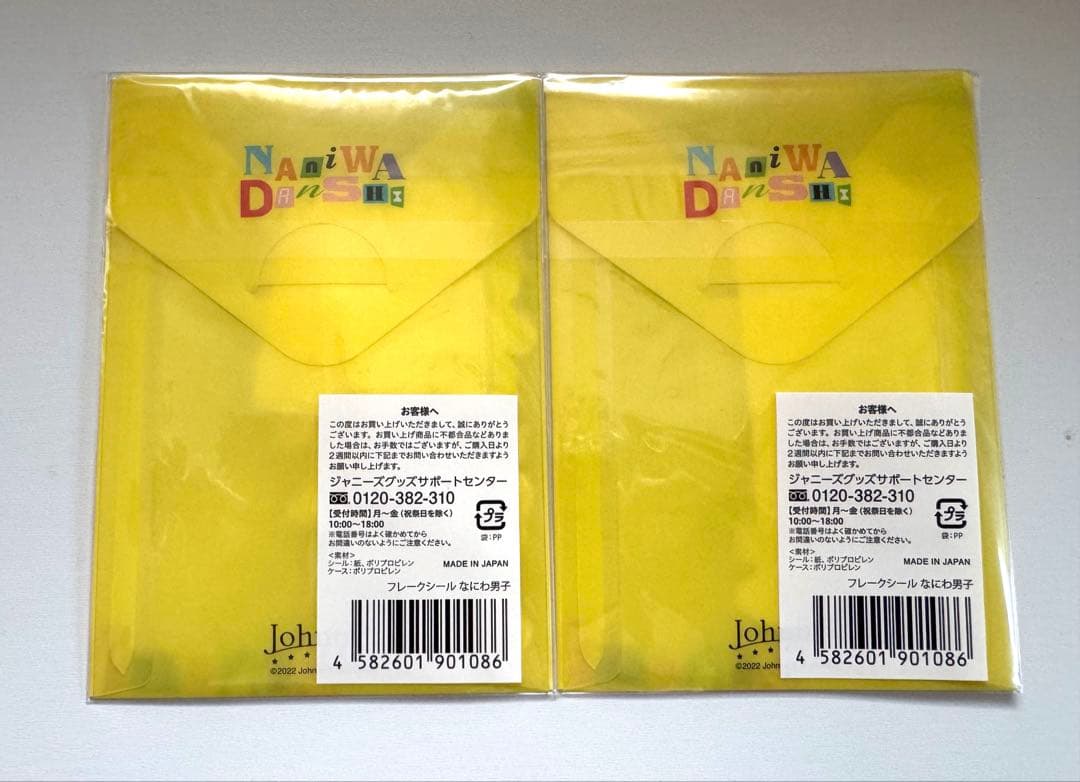 NANiWA
DAnSHI
お客様へ
この度はお買い上げいただきまして、誠にありがとう
ございます。お買い上げ商品に不都合品などありま
した場合は、お手数ではございますが、ご購入日より
2週間以内に下記までお問い合わせいただきますよう
お願い申し上げます。
ジャニーズグッズサポートセンター
0120-382-310
【受付時間】月〜金(祝祭日を除く)
10:00〜18:00
※電話番号はよく確かめてから
お間違いのないようにご注意ください。
プラ
袋:PP
<素材>
シール:紙、ポリプロピレン
ケース:ポリプロピレン
MADE IN JAPAN
フレークシール なにわ男子
4 582601 901086
John
©2022 John
NANiWA
DAnSHI
お客様へ
この度はお買い上げいただきまして、誠にありがとう
ございます。お買い上げ商品に不都合品などありま
した場合は、お手数ではございますが、ご購入日より
2週間以内に下記までお問い合わせいただきますよう
お願い申し上げます。
ジャニーズグッズサポートセンター
0120-382-310
【受付時間】月〜金(祝祭日を除く)
10:00〜18:00
※電話番号はよく確かめてから
お間違いのないようにご注意ください。
プラ
袋:PP
<素材>
シール:紙、ポリプロピレン
ケース:ポリプロピレン
MADE IN JAPAN
フレークシール なにわ男子
4 582601 901086
Joh
©2022 Joh